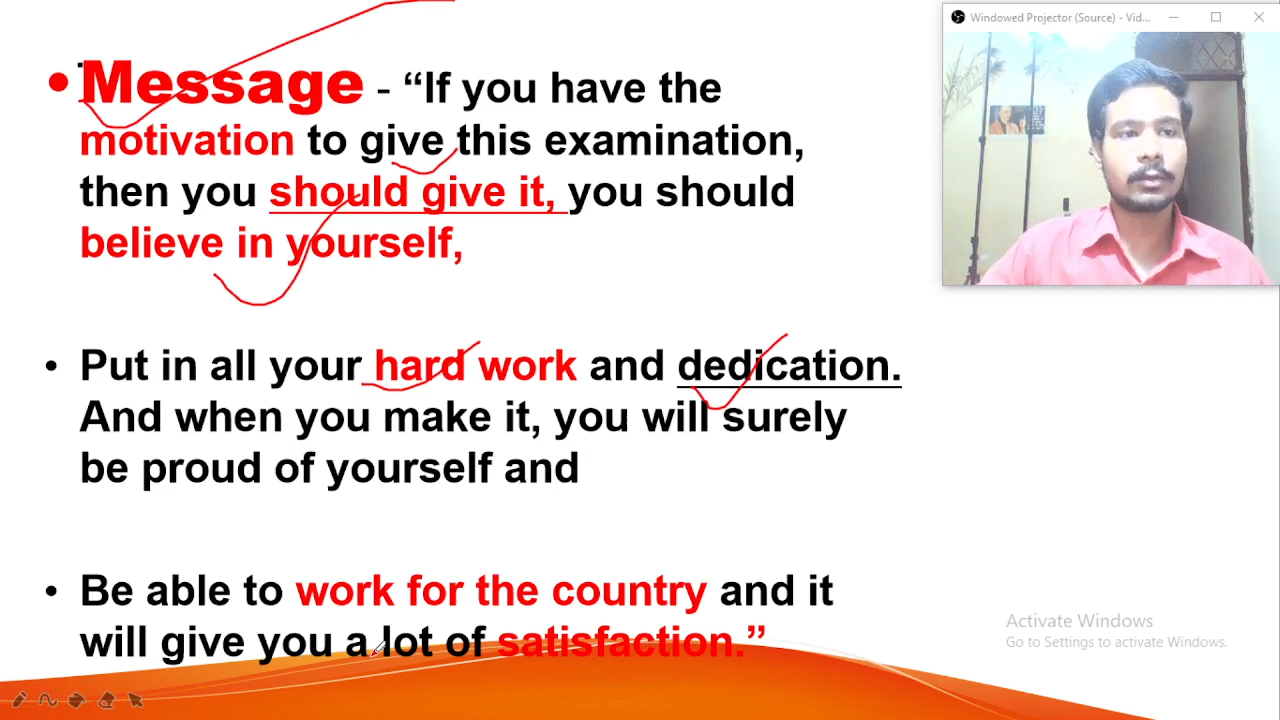 Windowed Projector (Source) - Vid...
•Message - “If you have the
motivation to give this examination,
then you should give it, you should
believe in yourself,
• Put in all your hard work and dedication.
And when you make it, you will surely
be proud of yourself and
• Be able to work for the country and it
will give you a lot of satisfaction.”
Activate Windows
Go to Settings to activate Windows.